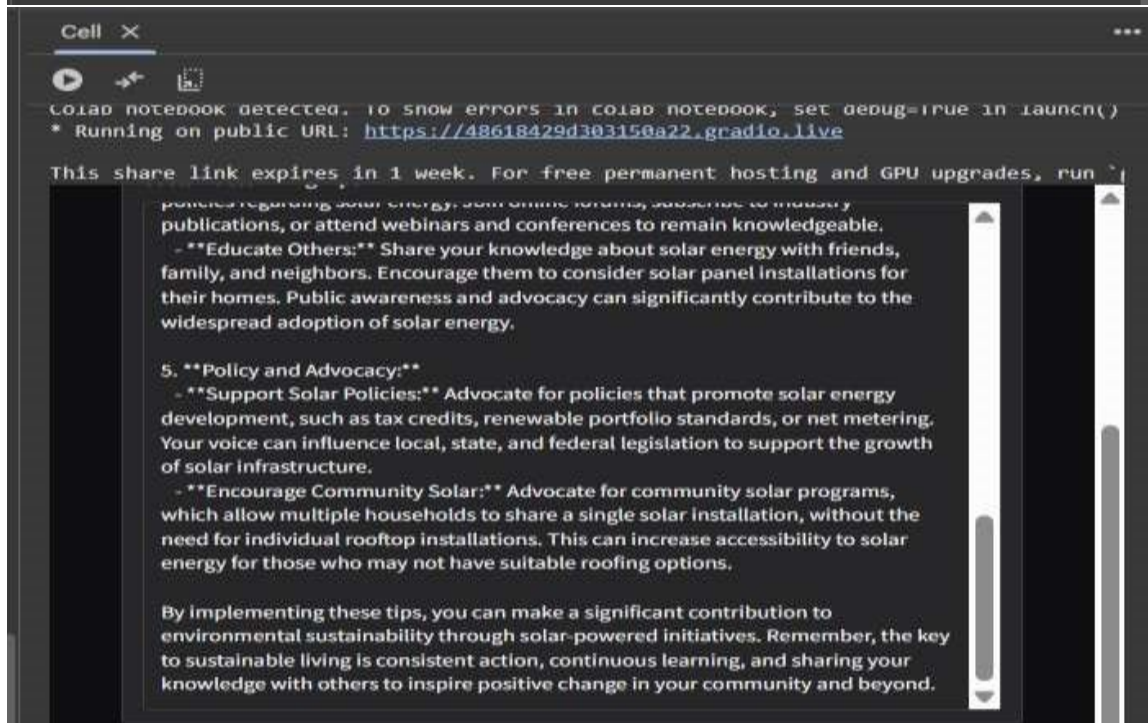 Cell
Colab notebook detected. To show errors in colab notebook, set debug=True in launch()
* Running on public URL: https://48618429d303150a22.gradio.live
This share link expires in 1 week. For free permanent hosting and GPU upgrades, run `
policies regarding solar energy. Join online forums, subscribe to industry
publications, or attend webinars and conferences to remain knowledgeable.
- **Educate Others:** Share your knowledge about solar energy with friends,
family, and neighbors. Encourage them to consider solar panel installations for
their homes. Public awareness and advocacy can significantly contribute to the
widespread adoption of solar energy.
5. **Policy and Advocacy:**
- **Support Solar Policies:** Advocate for policies that promote solar energy
development, such as tax credits, renewable portfolio standards, or net metering.
Your voice can influence local, state, and federal legislation to support the growth
of solar infrastructure.
- **Encourage Community Solar:** Advocate for community solar programs,
which allow multiple households to share a single solar installation, without the
need for individual rooftop installations. This can increase accessibility to solar
energy for those who may not have suitable roofing options.
By implementing these tips, you can make a significant contribution to
environmental sustainability through solar-powered initiatives. Remember, the key
to sustainable living is consistent action, continuous learning, and sharing your
knowledge with others to inspire positive change in your community and beyond.